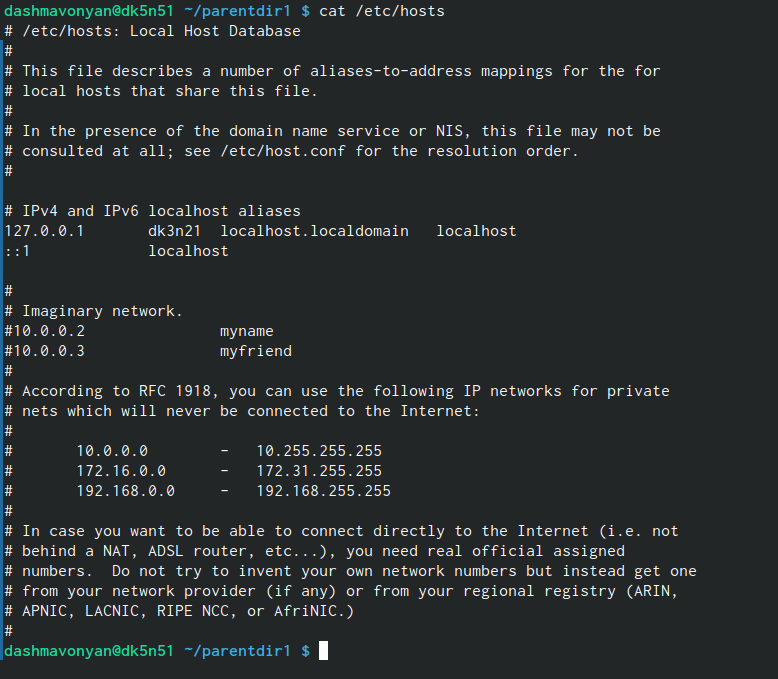 dashmavonyan@dk5n51 ~/parentdir1 $ cat /etc/hosts
# /etc/hosts: Local Host Database
#
# This file describes a number of aliases-to-address mappings for the for
# local hosts that share this file.
#
# In the presence of the domain name service or NIS, this file may not be
# consulted at all; see /etc/host.conf for the resolution order.
#

# IPv4 and IPv6 localhost aliases
127.0.0.1       dk3n21  localhost.localdomain   localhost
::1             localhost

#
# Imaginary network.
#10.0.0.2               myname
#10.0.0.3               myfriend
#
# According to RFC 1918, you can use the following IP networks for private
# nets which will never be connected to the Internet:
#
#       10.0.0.0        -   10.255.255.255
#       172.16.0.0      -   172.31.255.255
#       192.168.0.0     -   192.168.255.255
#
# In case you want to be able to connect directly to the Internet (i.e. not
# behind a NAT, ADSL router, etc...), you need real official assigned
# numbers.  Do not try to invent your own network numbers but instead get one
# from your network provider (if any) or from your regional registry (ARIN,
# APNIC, LACNIC, RIPE NCC, or AfriNIC.)
#
dashmavonyan@dk5n51 ~/parentdir1 $